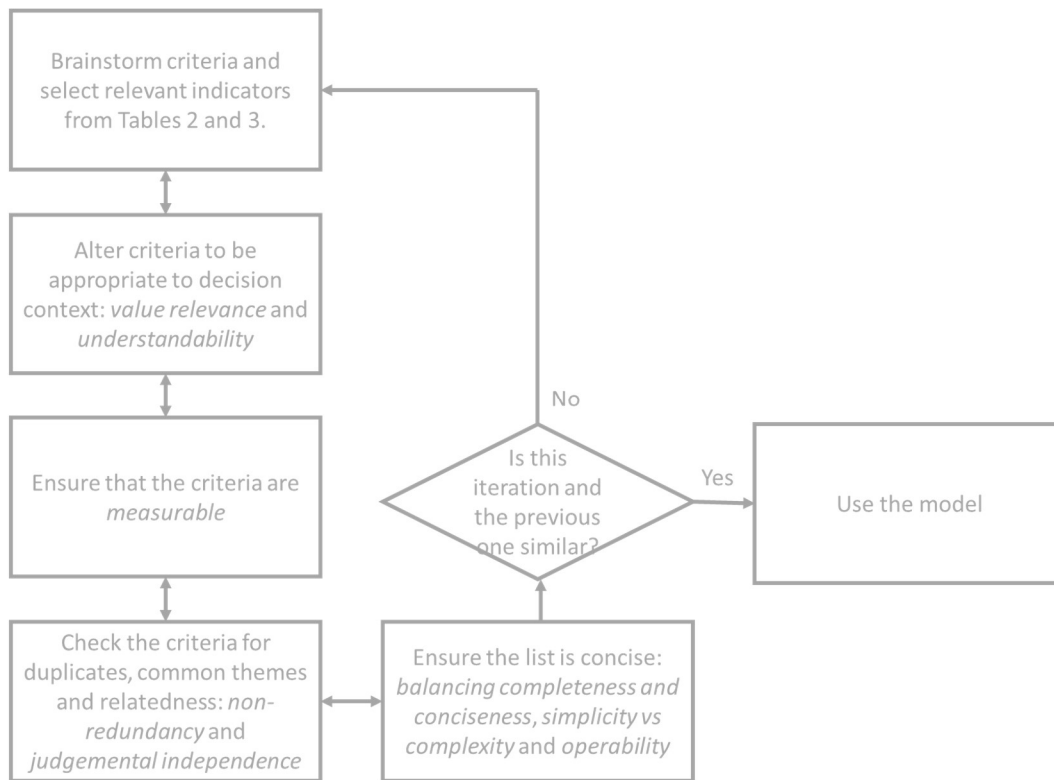 Brainstorm criteria and
select relevant indicators
from Tables 2 and 3.
Alter criteria to be
appropriate to decision
context: value relevance and
understandability
Ensure that the criteria are
measurable
Check the criteria for
duplicates, common themes
and relatedness: non-
redundancy and
judgemental independence
Ensure the list is concise:
balancing completeness and
conciseness, simplicity vs
complexity and operability
Is this
iteration and
the previous
one similar?
No
Yes
Use the model